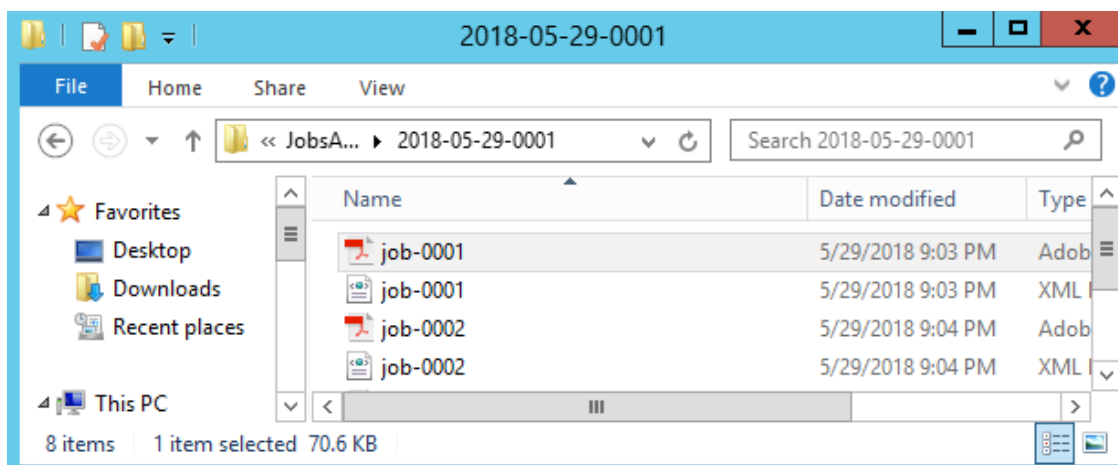 2018-05-29-0001
File Home Share View
« JobsA... 2018-05-29-0001 Search 2018-05-29-0001
Name Date modified Type
Favorites
Desktop
Downloads
Recent places
This PC
job-0001 5/29/2018 9:03 PM Adob
job-0001 5/29/2018 9:03 PM XML
job-0002 5/29/2018 9:04 PM Adob
job-0002 5/29/2018 9:04 PM XML
8 items 1 item selected 70.6 KB